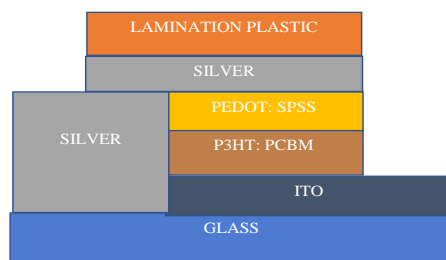 LAMINATION PLASTIC
SILVER
PEDOT: SPSS
SILVER
P3HT: PCBM
ITO
GLASS